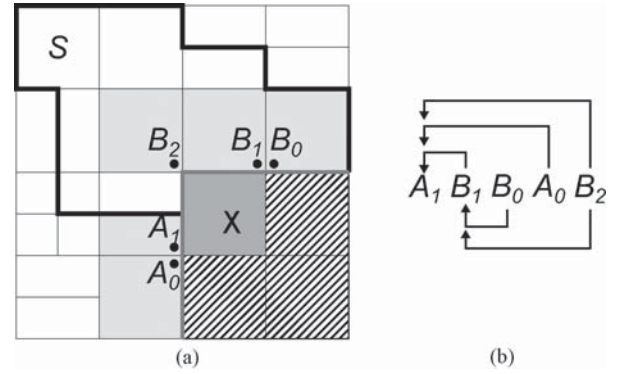 S
B₂ B₁ B₀
A₁ X
A₀
(a)
A₁ B₁ B₀ A₀ B₂
(b)